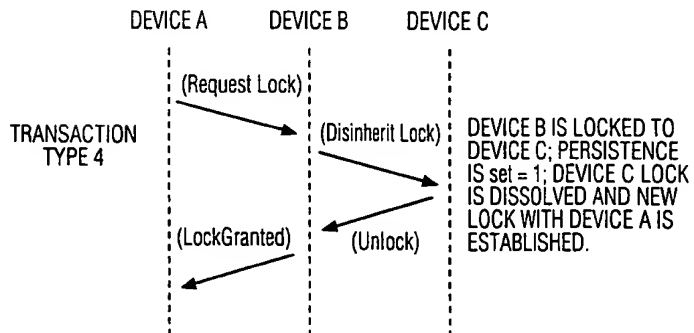 DEVICE A DEVICE B DEVICE C
(Request Lock)
TRANSACTION
TYPE 4
(Disinherit Lock)
DEVICE B IS LOCKED TO
DEVICE C; PERSISTENCE
IS set = 1; DEVICE C LOCK
IS DISSOLVED AND NEW
LOCK WITH DEVICE A IS
ESTABLISHED.
(LockGranted)
(Unlock)